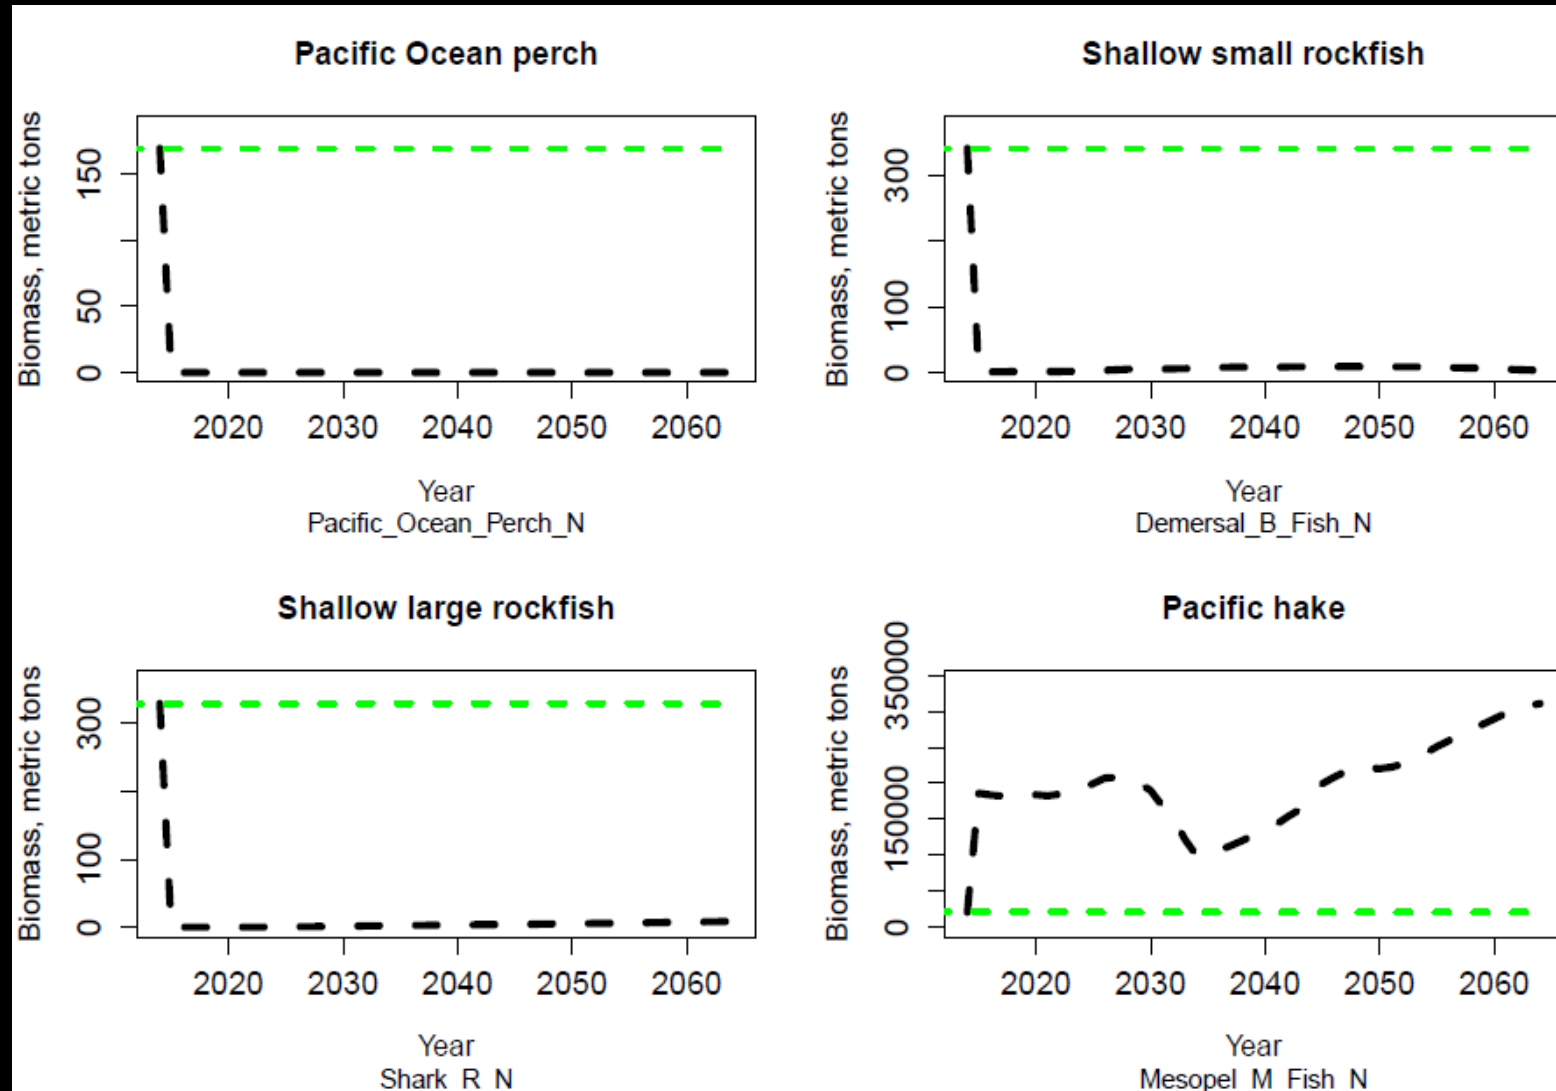 Pacific Ocean perch
Biomass, metric tons
150
50
0
2020 2030 2040 2050 2060
Year
Pacific_Ocean_Perch_N
Shallow small rockfish
Biomass, metric tons
300
100
0
2020 2030 2040 2050 2060
Year
Demersal_B_Fish_N
Shallow large rockfish
Biomass, metric tons
300
100
0
2020 2030 2040 2050 2060
Year
Shark_R_N
Pacific hake
Biomass, metric tons
350000
150000
0
2020 2030 2040 2050 2060
Year
Mesopel_M_Fish_N